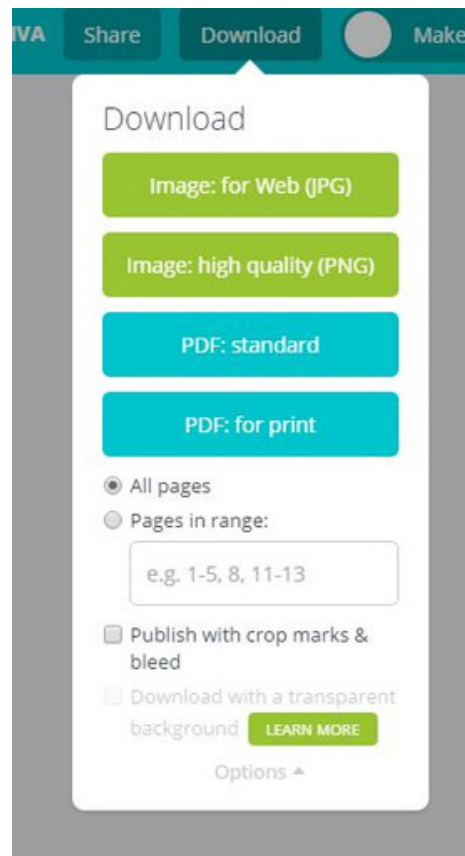 IVA Share Download Make
Download
Image: for Web (JPG)
Image: high quality (PNG)
PDF: standard
PDF: for print
All pages
Pages in range:
e.g. 1-5, 8, 11-13
Publish with crop marks &
bleed
Download with a transparent
background LEARN MORE
Options